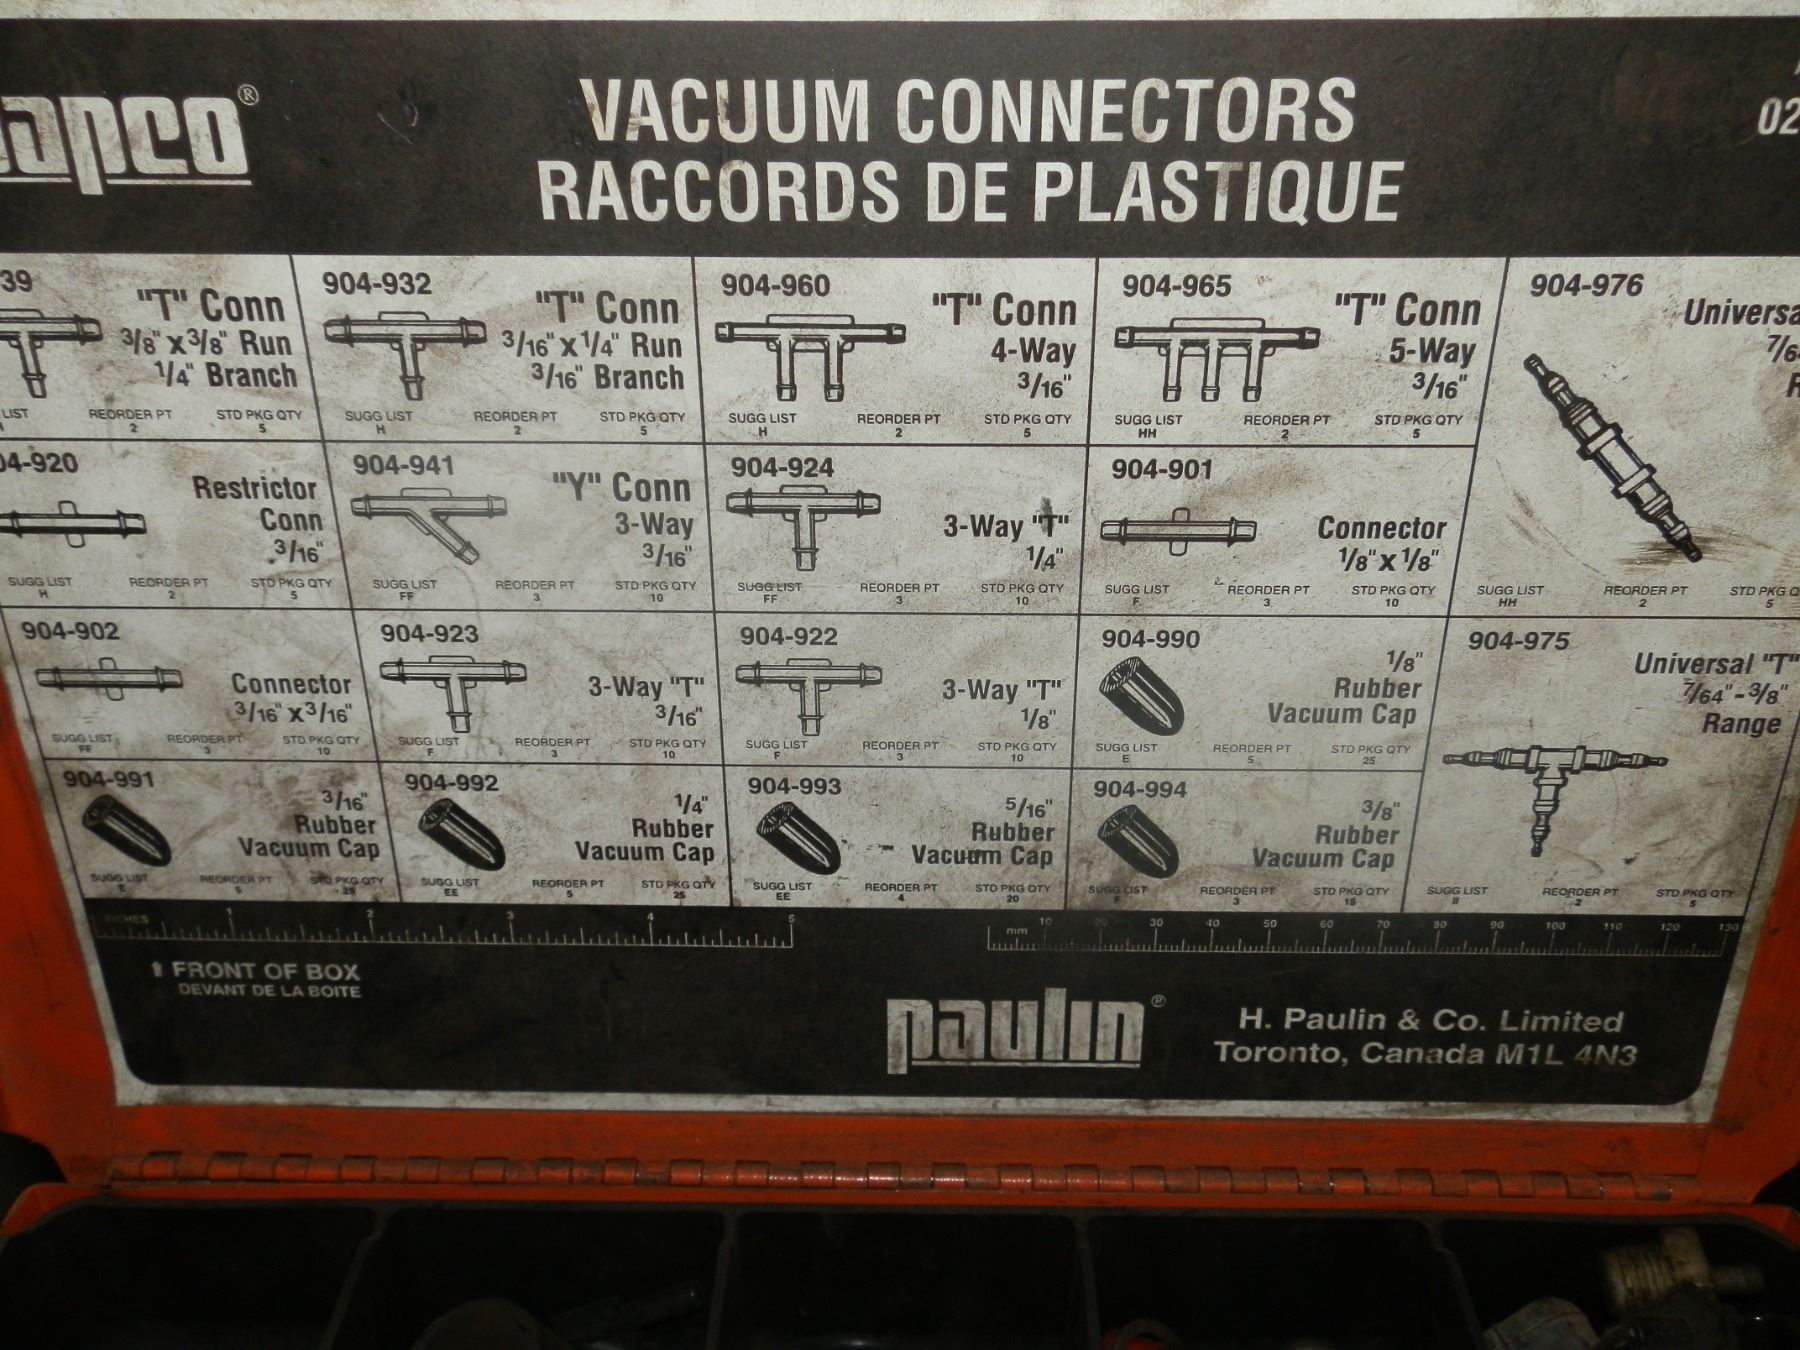 apco®
VACUUM CONNECTORS
RACCORDS DE PLASTIQUE
02
39
"T" Conn
3/8" x 3/8" Run
1/4" Branch
LIST REORDER PT STD PKG QTY
H 2 5
904-932
"T" Conn
3/16" x 1/4" Run
3/16" Branch
SUGG LIST REORDER PT STD PKG QTY
H 2 5
904-960
"T" Conn
4-Way
3/16"
SUGG LIST REORDER PT STD PKG QTY
H 2 5
904-965
"T" Conn
5-Way
3/16"
SUGG LIST REORDER PT STD PKG QTY
HH 2 5
904-976
Universa
7/6
R
SUGG LIST REORDER PT STD PKG Q
HH 2 5
04-920
Restrictor
Conn
3/16"
SUGG LIST REORDER PT STD PKG QTY
H 2 5
904-941
"Y" Conn
3-Way
3/16"
SUGG LIST REORDER PT STD PKG QTY
FF 3 10
904-924
3-Way "T"
1/4"
SUGG LIST REORDER PT STD PKG QTY
FF 3 10
904-901
Connector
1/8" x 1/8"
SUGG LIST REORDER PT STD PKG QTY
F 3 10
904-902
Connector
3/16" x 3/16"
SUGG LIST REORDER PT STD PKG QTY
FF 3 10
904-923
3-Way "T"
3/16"
SUGG LIST REORDER PT STD PKG QTY
F 3 10
904-922
3-Way "T"
1/8"
SUGG LIST REORDER PT STD PKG QTY
F 3 10
904-990
1/8"
Rubber
Vacuum Cap
SUGG LIST REORDER PT STD PKG QTY
E 5 25
904-975
Universal "T"
7/64" - 3/8"
Range
SUGG LIST REORDER PT STD PKG QTY
II 2 5
904-991
3/16"
Rubber
Vacuum Cap
SUGG LIST REORDER PT STD PKG QTY
E 5 25
904-992
1/4"
Rubber
Vacuum Cap
SUGG LIST REORDER PT STD PKG QTY
EE 5 25
904-993
5/16"
Rubber
Vacuum Cap
SUGG LIST REORDER PT STD PKG QTY
EE 4 20
904-994
3/8"
Rubber
Vacuum Cap
SUGG LIST REORDER PT STD PKG QTY
F 3 15
INCHES 1 2 3 4 5
mm 10 20 30 40 50 60 70 80 90 100 110 120 130
FRONT OF BOX
DEVANT DE LA BOITE
paulin®
H. Paulin & Co. Limited
Toronto, Canada M1L 4N3